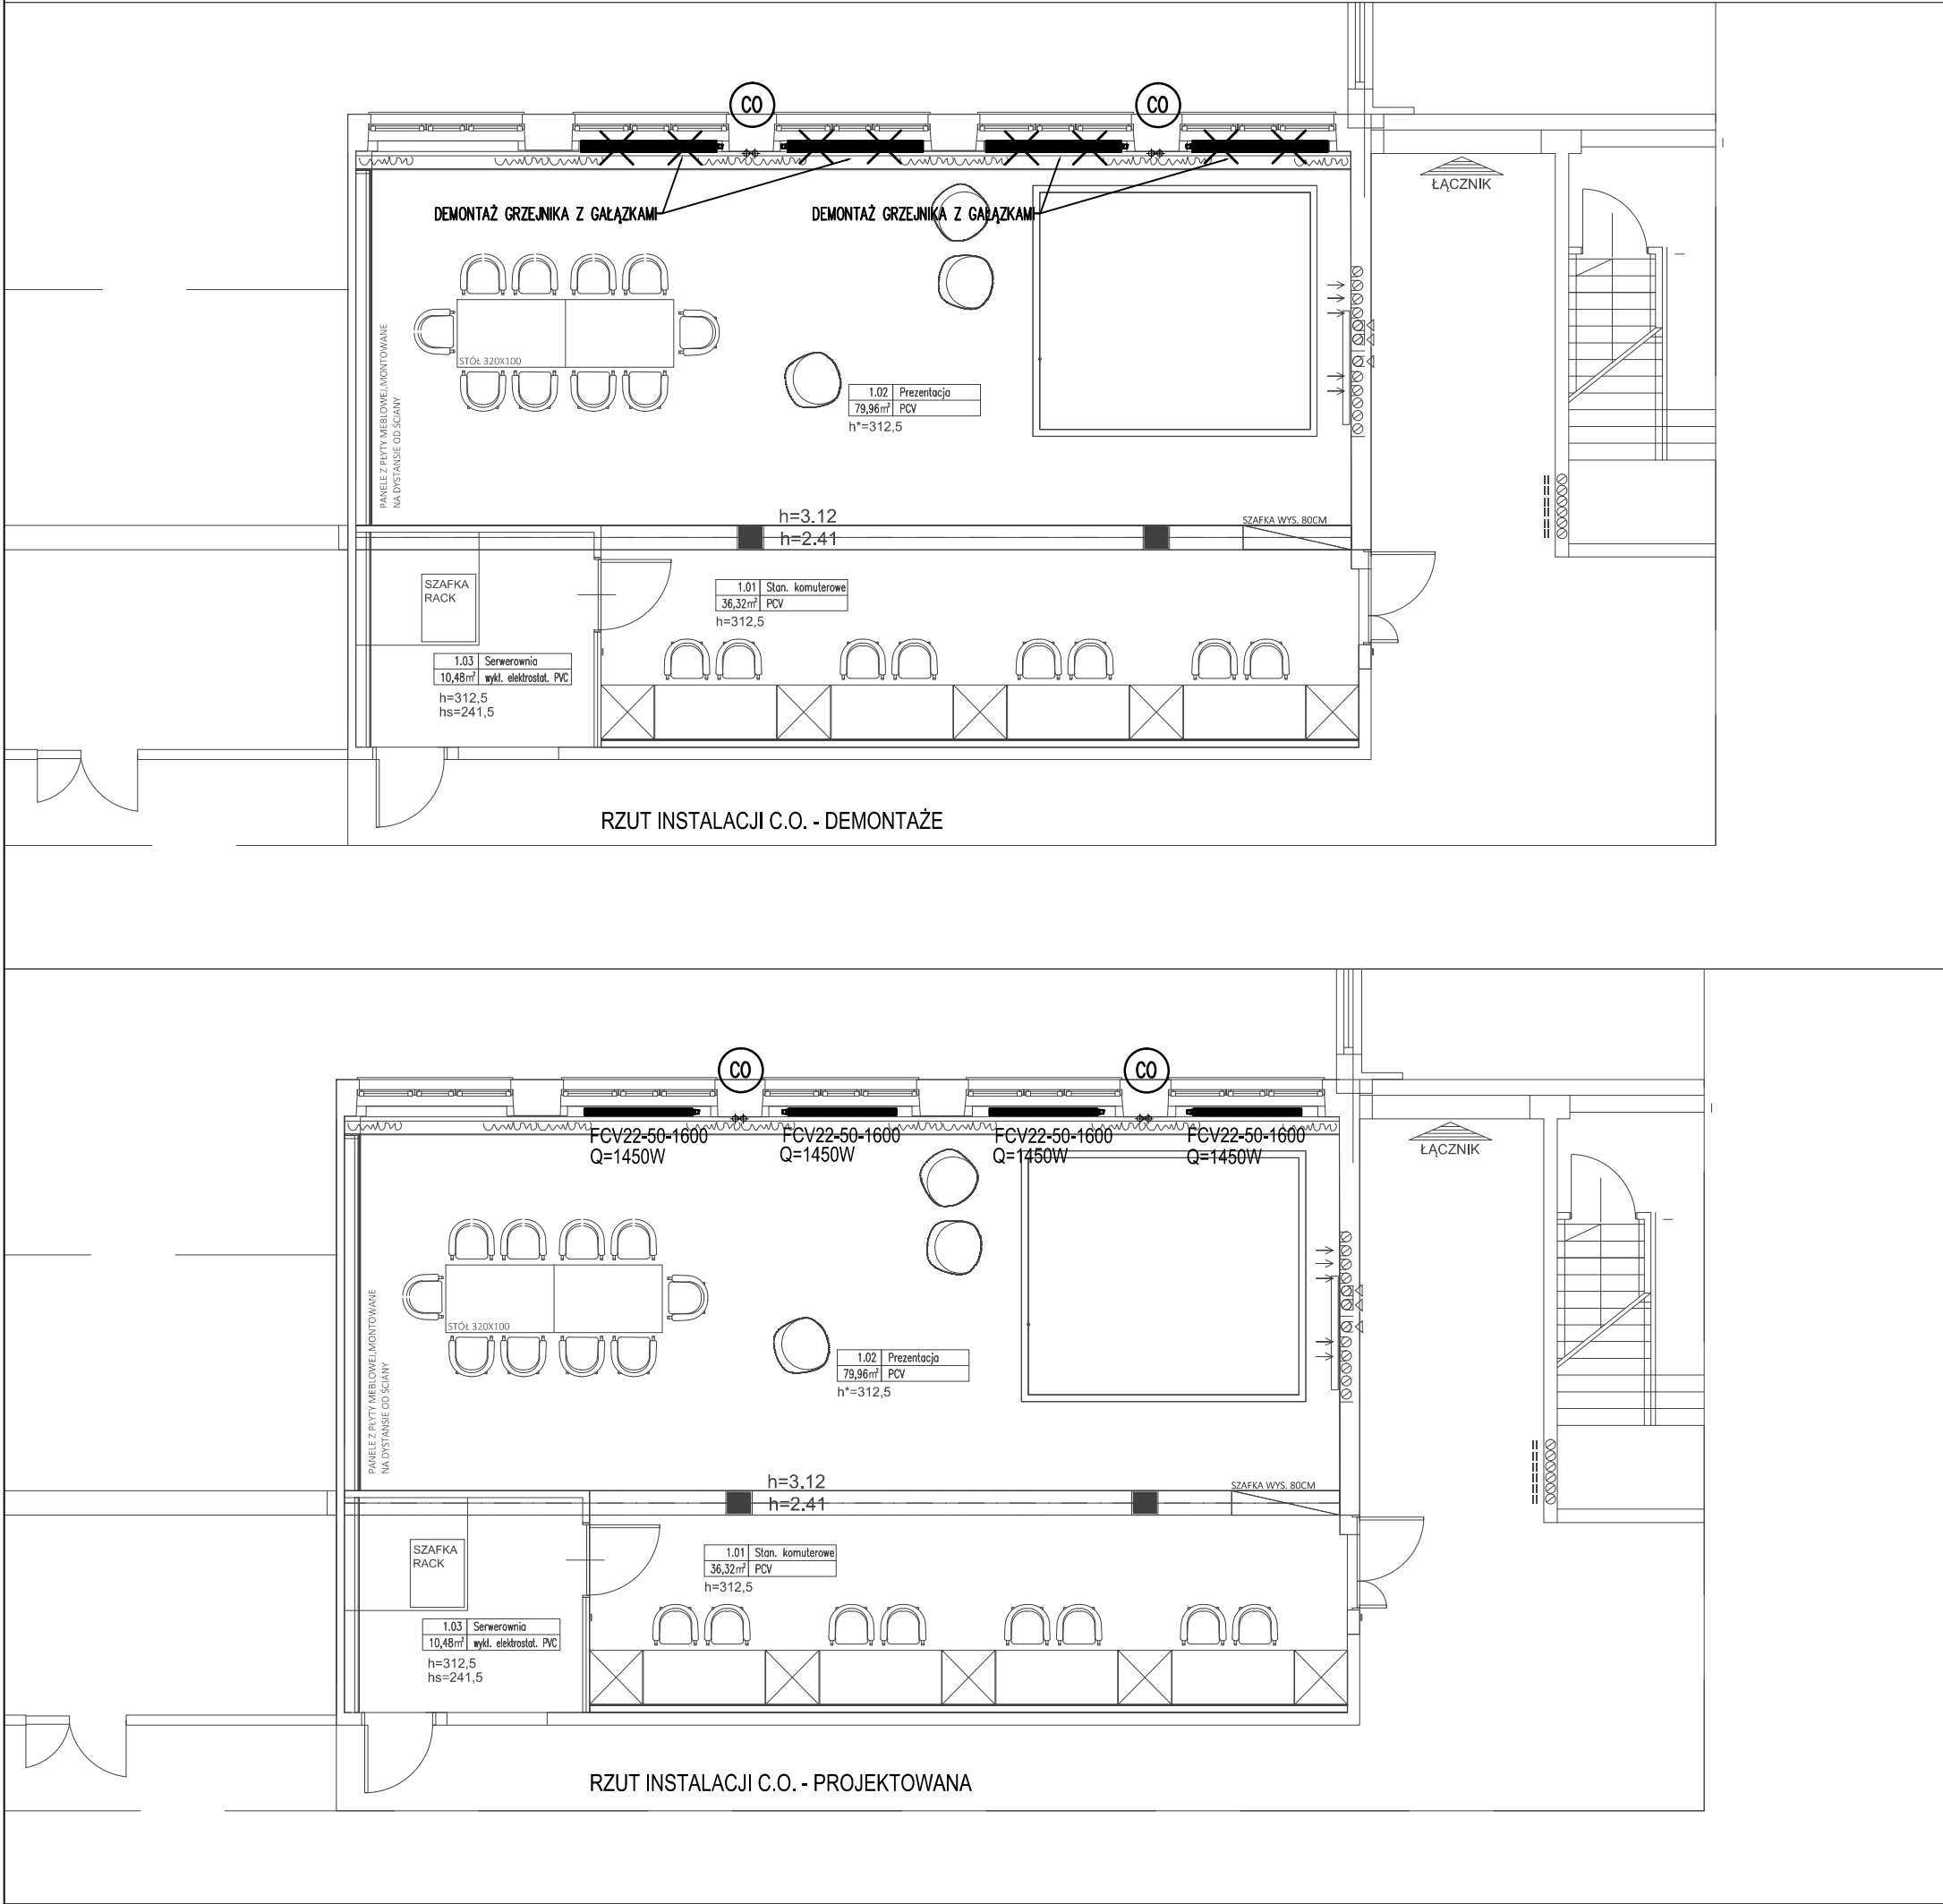 CO
CO
ŁĄCZNIK
DEMONTAŻ GRZEJNIKA Z GAŁĄZKAMI
DEMONTAŻ GRZEJNIKA Z GAŁĄZKAMI
PANELE Z PŁYTY MEBLOWEJ,MONTOWANE
NA DYSTANSIE OD ŚCIANY
STÓŁ 320X100
1.02 Prezentacja
79,96m² PCV
h*=312,5
h=3.12
h=2.41
SZAFKA WYS. 80CM
SZAFKA
RACK
1.01 Stan. komuterowe
36,32m² PCV
h=312,5
1.03 Serwerownia
10,48m² wykł. elektrostat. PVC
h=312,5
hs=241,5
RZUT INSTALACJI C.O. - DEMONTAŻE
CO
CO
FCV22-50-1600
Q=1450W
FCV22-50-1600
Q=1450W
FCV22-50-1600
Q=1450W
FCV22-50-1600
Q=1450W
ŁĄCZNIK
PANELE Z PŁYTY MEBLOWEJ,MONTOWANE
NA DYSTANSIE OD ŚCIANY
STÓŁ 320X100
1.02 Prezentacja
79,96m² PCV
h*=312,5
h=3.12
h=2.41
SZAFKA WYS. 80CM
SZAFKA
RACK
1.01 Stan. komuterowe
36,32m² PCV
h=312,5
1.03 Serwerownia
10,48m² wykł. elektrostat. PVC
h=312,5
hs=241,5
RZUT INSTALACJI C.O. - PROJEKTOWANA